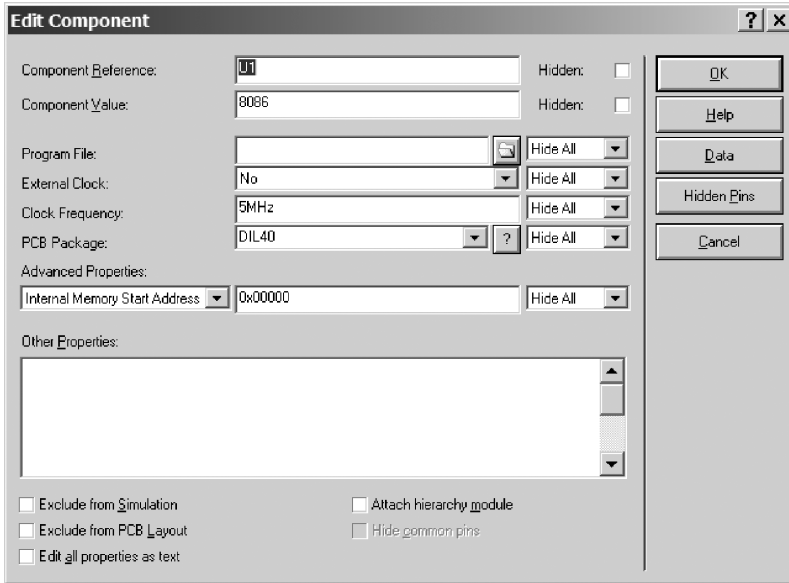 Edit Component
? ×
Component Reference: U1 Hidden:
OK
Component Value: 8086 Hidden:
Help
Program File: Hide All
Data
External Clock: No Hide All
Hidden Pins
Clock Frequency: 5MHz Hide All
PCB Package: DIL40 ? Hide All
Cancel
Advanced Properties:
Internal Memory Start Address 0x00000 Hide All
Other Properties:
Exclude from Simulation Attach hierarchy module
Exclude from PCB Layout Hide common pins
Edit all properties as text